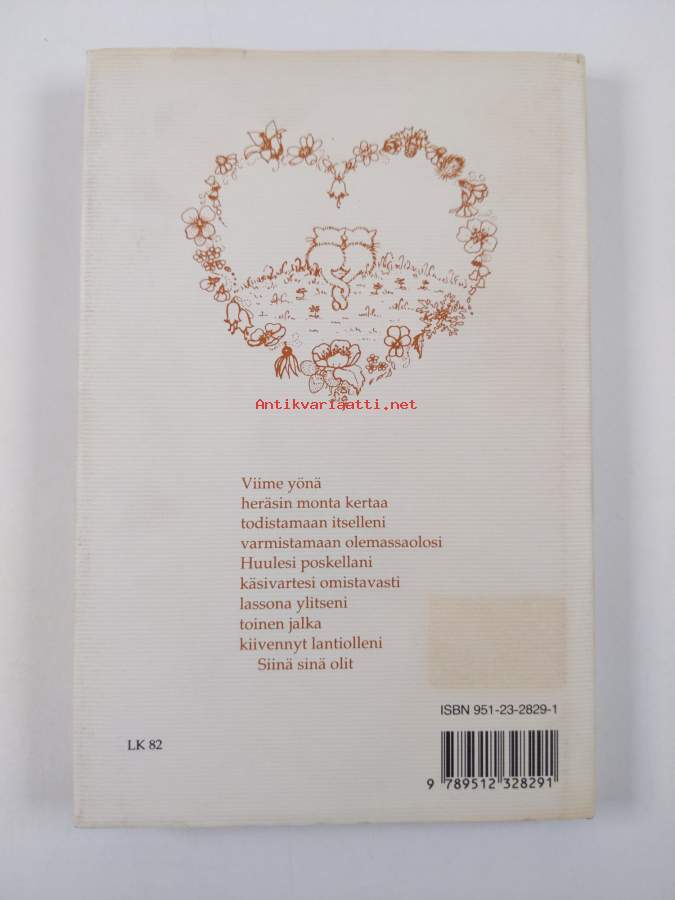 Antikvariaatti.net
Viime yönä
heräsin monta kertaa
todistamaan itselleni
varmistamaan olemassaolosi
Huulesi poskellani
käsivartesi omistavasti
lassona ylitseni
toinen jalka
kiivennyt lantiolleni
Siinä sinä olit
ISBN 951-23-2829-1
LK 82
9 789512 328291